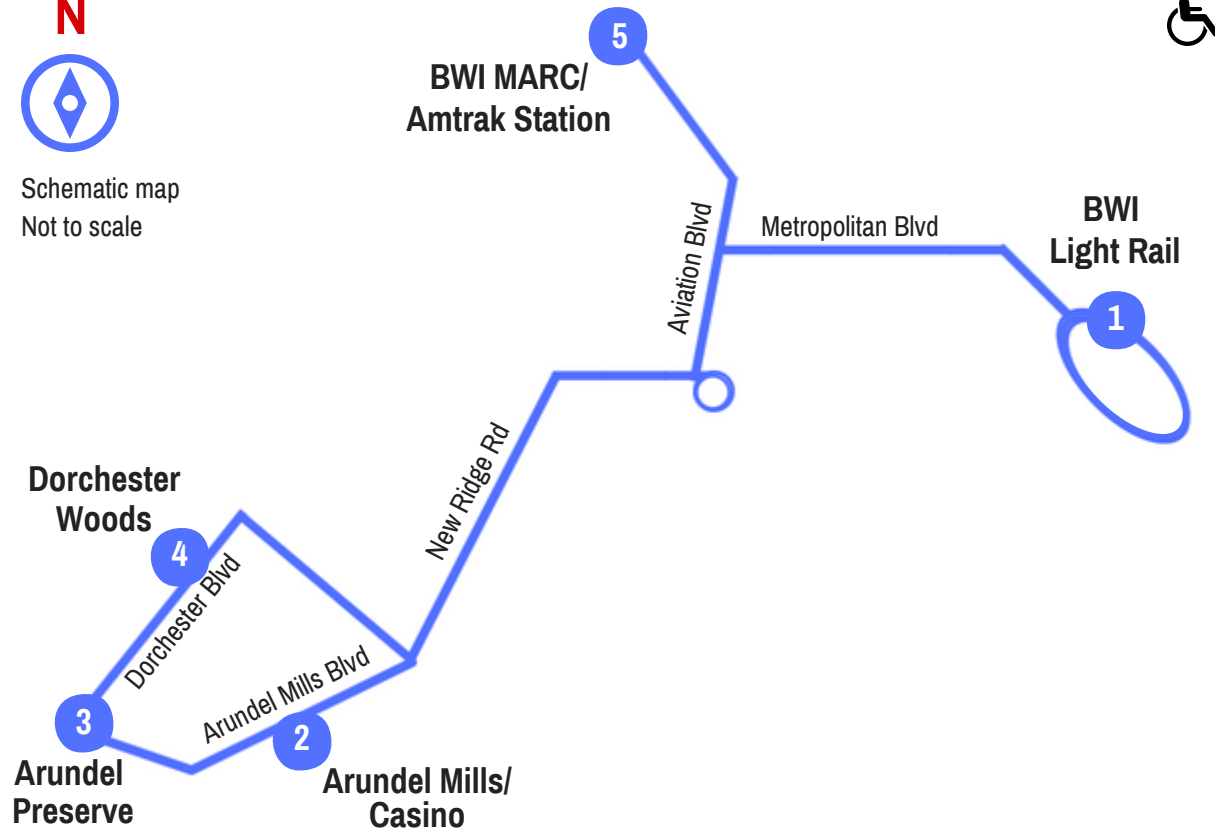 N
Schematic map
Not to scale
5
BWI MARC/
Amtrak Station
Aviation Blvd
Metropolitan Blvd
BWI
Light Rail
1
New Ridge Rd
Dorchester
Woods
4
Dorchester Blvd
Arundel Mills Blvd
3
Arundel
Preserve
2
Arundel Mills/
Casino